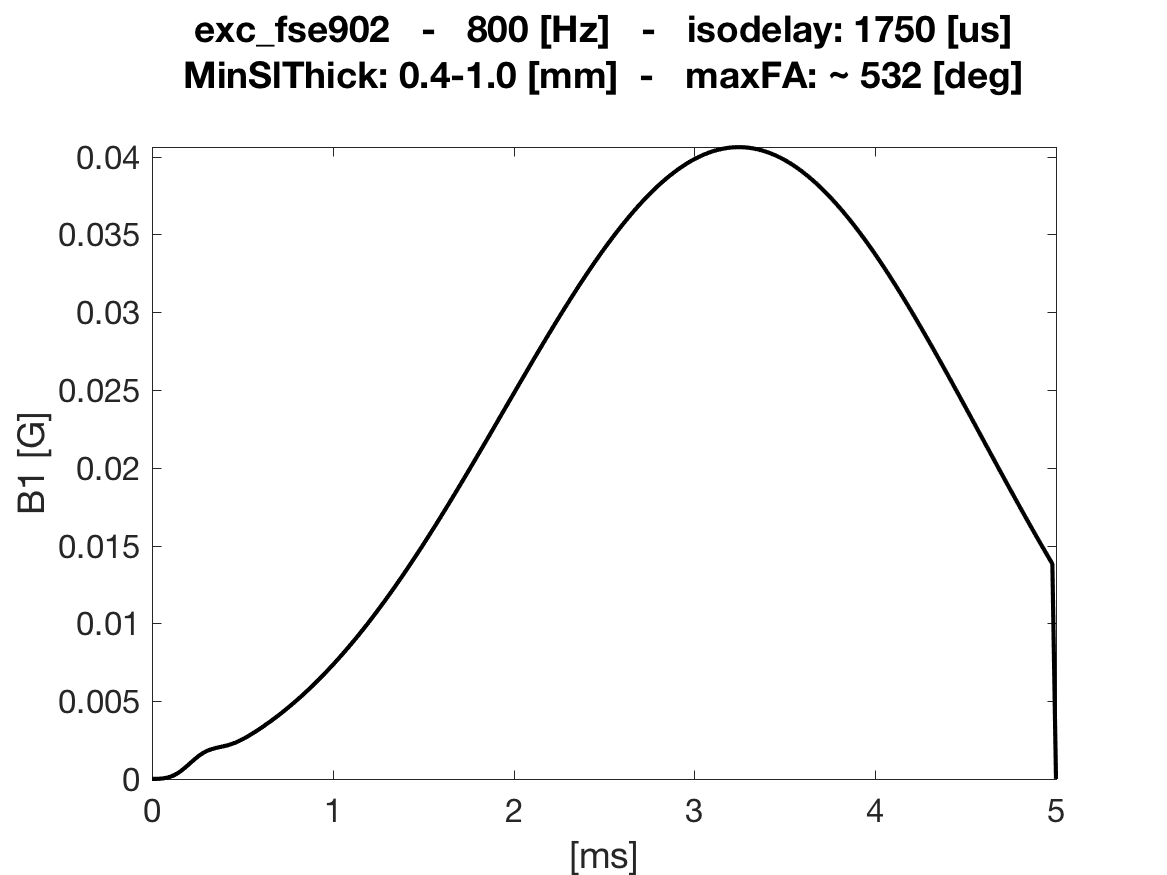 exc_fse902 - 800 [Hz] - isodelay: 1750 [us]
MinSlThick: 0.4-1.0 [mm] - maxFA: ~ 532 [deg]
0.04
0.035
0.03
0.025
0.02
0.015
0.01
0.005
0
B1 [G]
0 1 2 3 4 5
[ms]